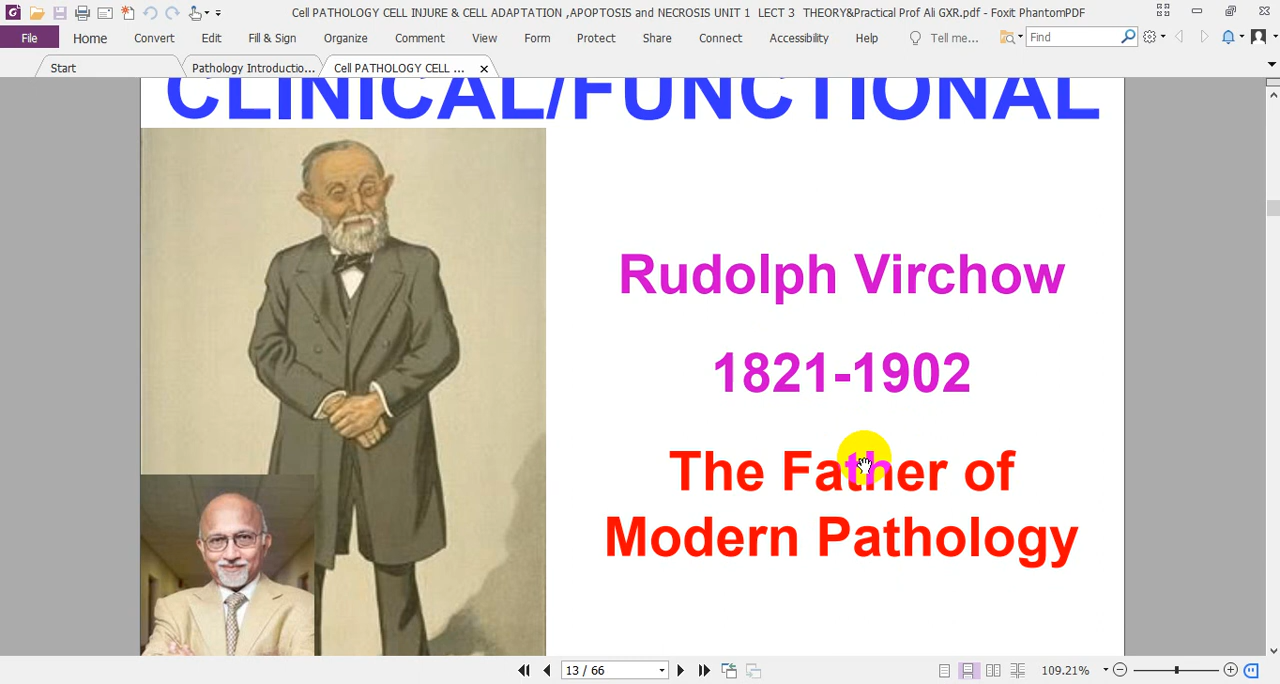 Cell PATHOLOGY CELL INJURE & CELL ADAPTATION ,APOPTOSIS and NECROSIS UNIT 1 LECT 3 THEORY&Practical Prof Ali GXR.pdf - Foxit PhantomPDF
File Home Convert Edit Fill & Sign Organize Comment View Form Protect Share Connect Accessibility Help Tell me... Find
Start Pathology Introductio... Cell PATHOLOGY CELL ...
CLINICAL/FUNCTIONAL
Rudolph Virchow
1821-1902
The Father of
Modern Pathology
13 / 66 109.21%